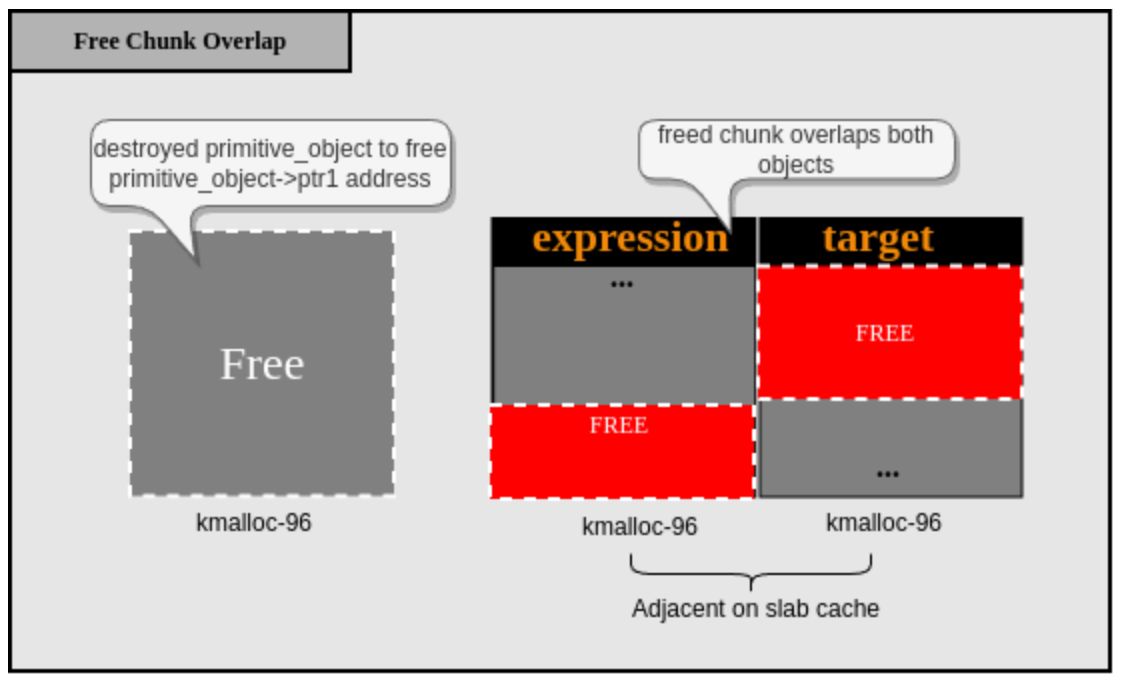 Free Chunk Overlap
destroyed primitive_object to free
primitive_object->ptr1 address
freed chunk overlaps both
objects
expression
target
...
FREE
Free
FREE
...
kmalloc-96
kmalloc-96
kmalloc-96
Adjacent on slab cache